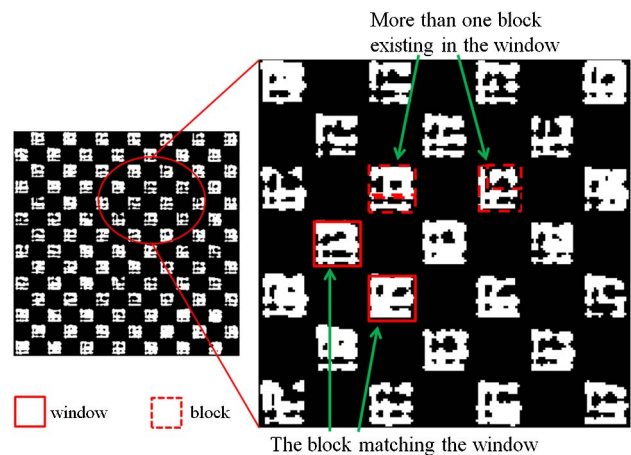 More than one block
existing in the window
window
block
The block matching the window